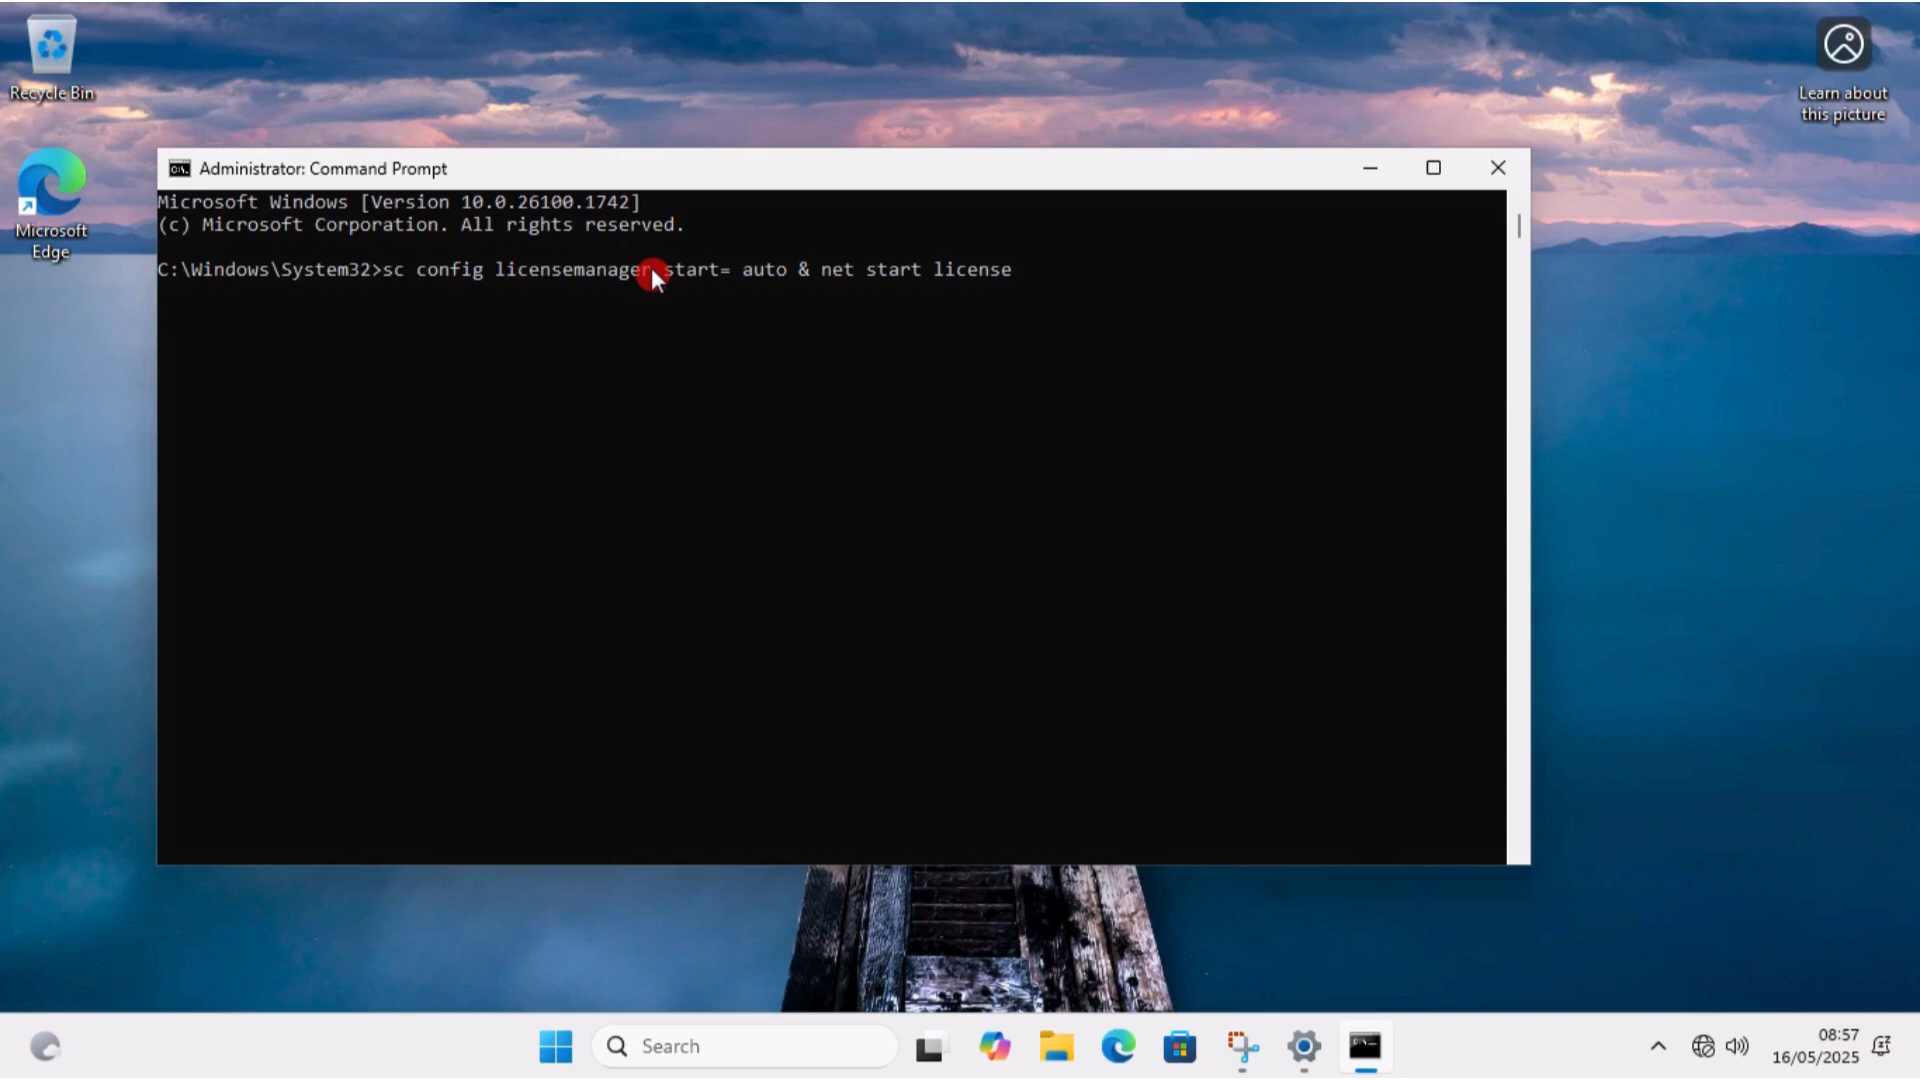 Recycle Bin
Learn about
this picture
Microsoft
Edge
Administrator: Command Prompt
Microsoft Windows [Version 10.0.26100.1742]
(c) Microsoft Corporation. All rights reserved.
C:\Windows\System32>sc config licensemanager start= auto & net start license
Search
08:57
16/05/2025